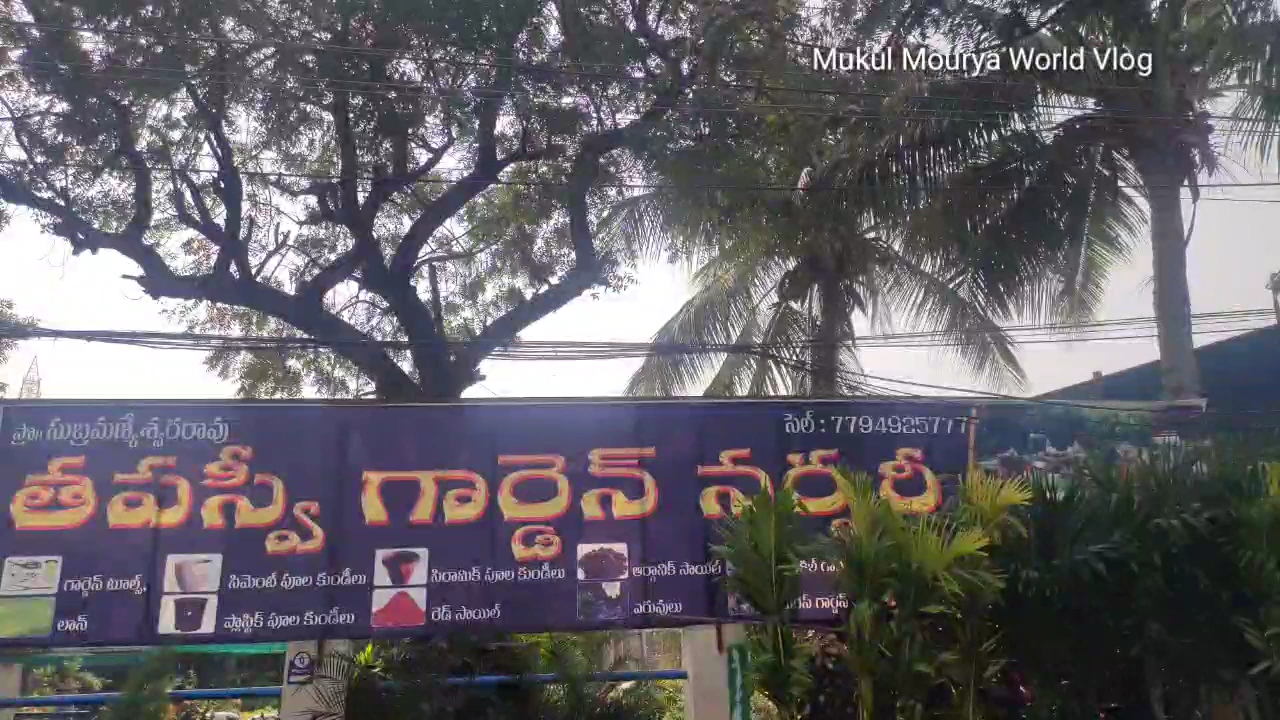 Mukul Mourya World Vlog
ప్రొ॥ సుబ్రమణ్యేశ్వరరావు
సెల్ : 7794925777
తపస్వీ గార్డెన్ నర్సరీ
గార్డెన్ టూల్స్, సిమెంట్ పూల కుండీలు సిరామిక్ పూల కుండీలు ఆర్గానిక్ సాయిల్
లాన్ ప్లాస్టిక్ పూల కుండీలు రెడ్ సాయిల్ ఎరువులు గార్డెన్